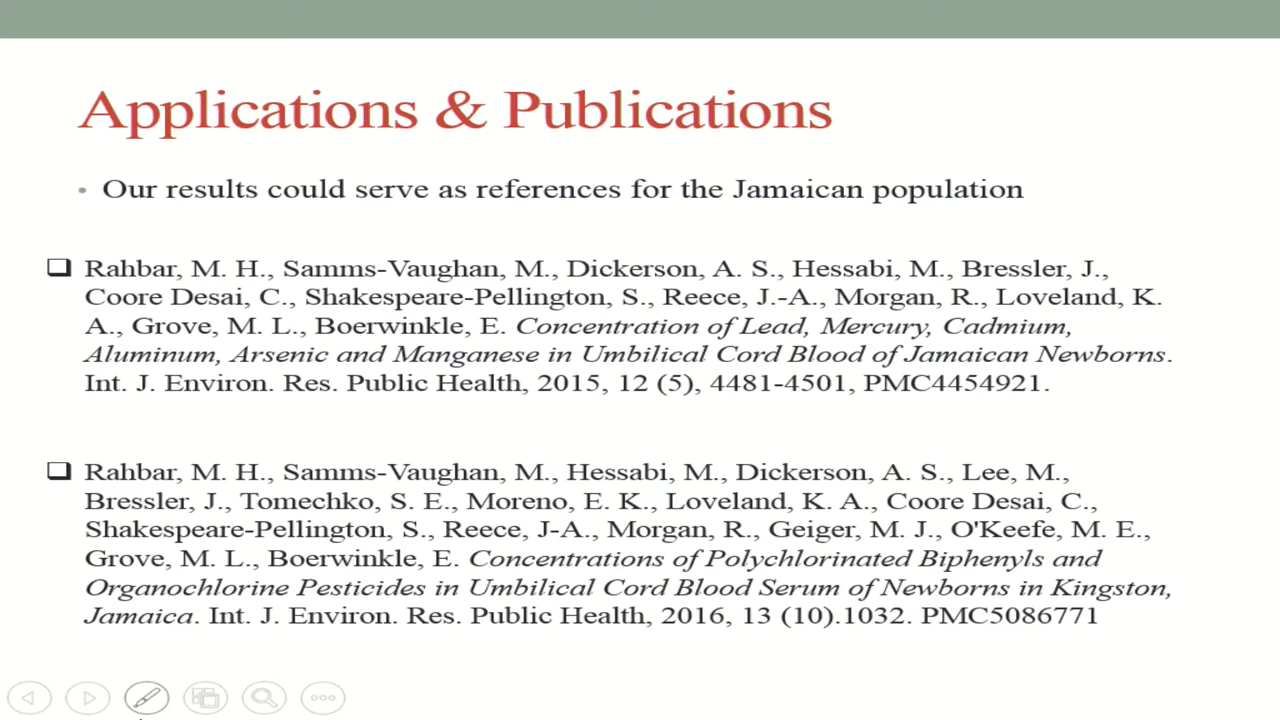 Applications & Publications
• Our results could serve as references for the Jamaican population
❑ Rahbar, M. H., Samms-Vaughan, M., Dickerson, A. S., Hessabi, M., Bressler, J.,
Coore Desai, C., Shakespeare-Pellington, S., Reece, J.-A., Morgan, R., Loveland, K.
A., Grove, M. L., Boerwinkle, E. Concentration of Lead, Mercury, Cadmium,
Aluminum, Arsenic and Manganese in Umbilical Cord Blood of Jamaican Newborns.
Int. J. Environ. Res. Public Health, 2015, 12 (5), 4481-4501, PMC4454921.
❑ Rahbar, M. H., Samms-Vaughan, M., Hessabi, M., Dickerson, A. S., Lee, M.,
Bressler, J., Tomechko, S. E., Moreno, E. K., Loveland, K. A., Coore Desai, C.,
Shakespeare-Pellington, S., Reece, J-A., Morgan, R., Geiger, M. J., O'Keefe, M. E.,
Grove, M. L., Boerwinkle, E. Concentrations of Polychlorinated Biphenyls and
Organochlorine Pesticides in Umbilical Cord Blood Serum of Newborns in Kingston,
Jamaica. Int. J. Environ. Res. Public Health, 2016, 13 (10).1032. PMC5086771